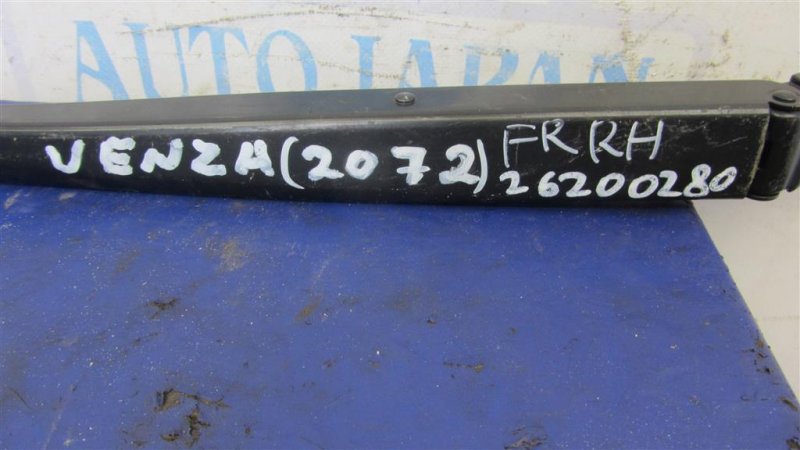 AUTO JAPAN
VENZA (2072) FR RH
26200280